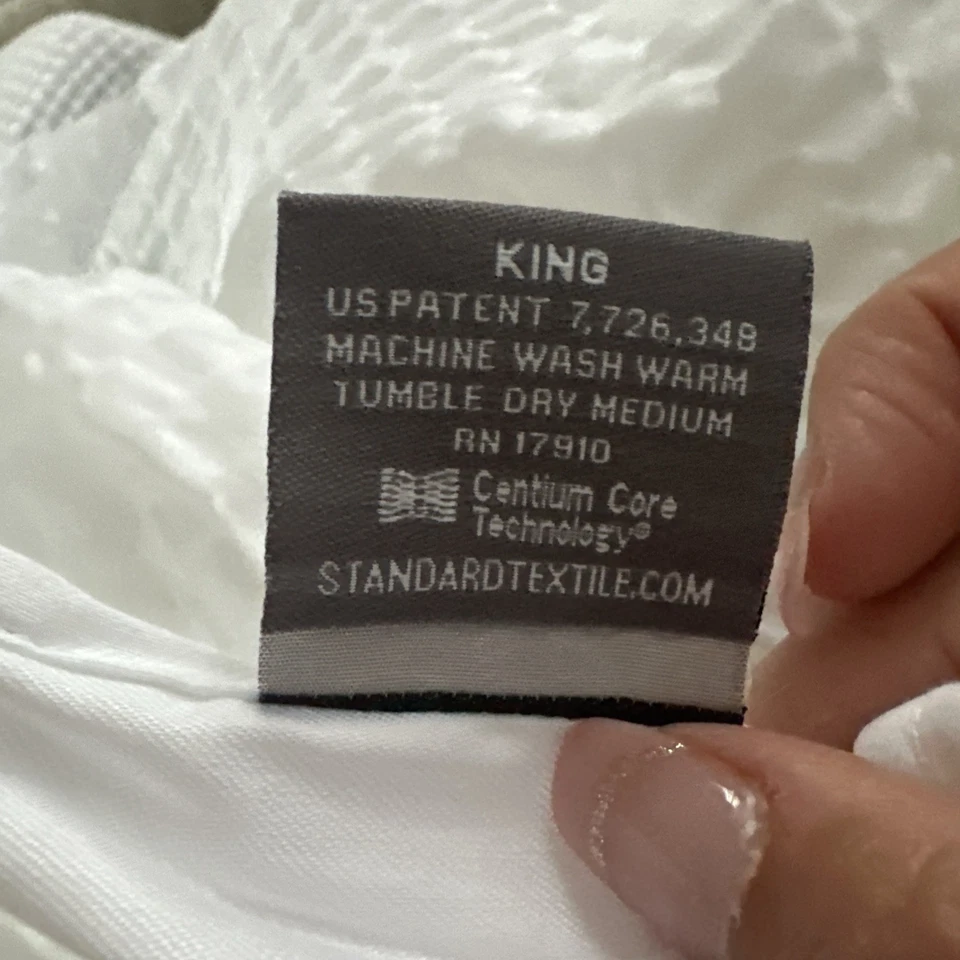 KING
US PATENT 7,726,348
MACHINE WASH WARM
TUMBLE DRY MEDIUM
RN 17910
Centium Core
Technology®
STANDARDTEXTILE.COM